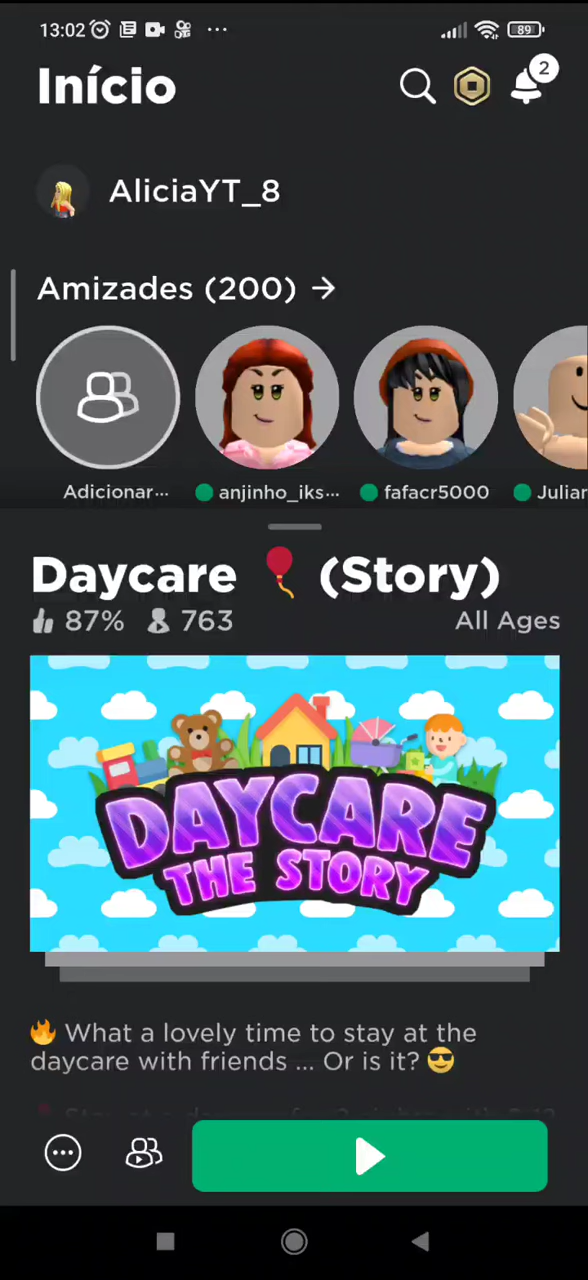 13:02
89
Início
2
AliciaYT_8
Amizades (200) →
Adicionar...
anjinho_iks...
fafacr5000
Julian
Daycare 🎈 (Story)
87% 763
All Ages
DAYCARE
THE STORY
🔥 What a lovely time to stay at the
daycare with friends ... Or is it? 😎